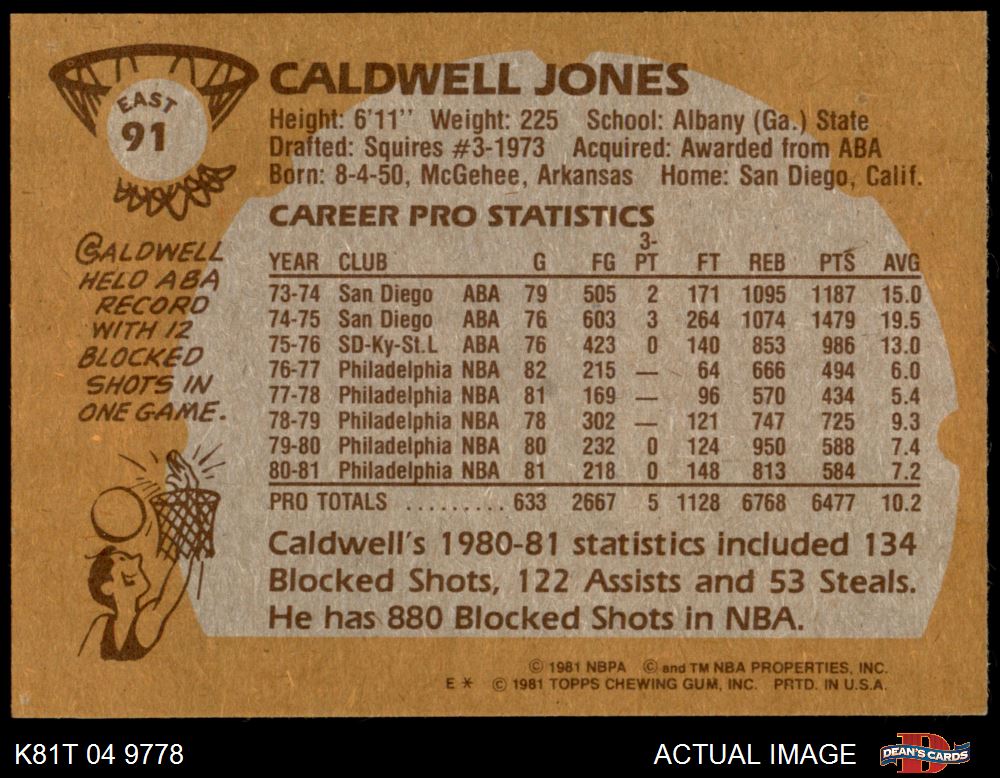 EAST
91
CALDWELL JONES
Height: 6'11'' Weight: 225 School: Albany (Ga.) State
Drafted: Squires #3-1973 Acquired: Awarded from ABA
Born: 8-4-50, McGehee, Arkansas Home: San Diego, Calif.
CALDWELL
HELD ABA
RECORD
WITH 12
BLOCKED
SHOTS IN
ONE GAME.
CAREER PRO STATISTICS
YEAR CLUB G FG 3-PT FT REB PTS AVG
73-74 San Diego ABA 79 505 2 171 1095 1187 15.0
74-75 San Diego ABA 76 603 3 264 1074 1479 19.5
75-76 SD-Ky-St.L ABA 76 423 0 140 853 986 13.0
76-77 Philadelphia NBA 82 215 — 64 666 494 6.0
77-78 Philadelphia NBA 81 169 — 96 570 434 5.4
78-79 Philadelphia NBA 78 302 — 121 747 725 9.3
79-80 Philadelphia NBA 80 232 0 124 950 588 7.4
80-81 Philadelphia NBA 81 218 0 148 813 584 7.2
PRO TOTALS ......... 633 2667 5 1128 6768 6477 10.2
Caldwell's 1980-81 statistics included 134
Blocked Shots, 122 Assists and 53 Steals.
He has 880 Blocked Shots in NBA.
© 1981 NBPA © and TM NBA PROPERTIES, INC.
E * © 1981 TOPPS CHEWING GUM, INC. PRTD. IN U.S.A.
K81T 04 9778
ACTUAL IMAGE
D
DEAN'S CARDS